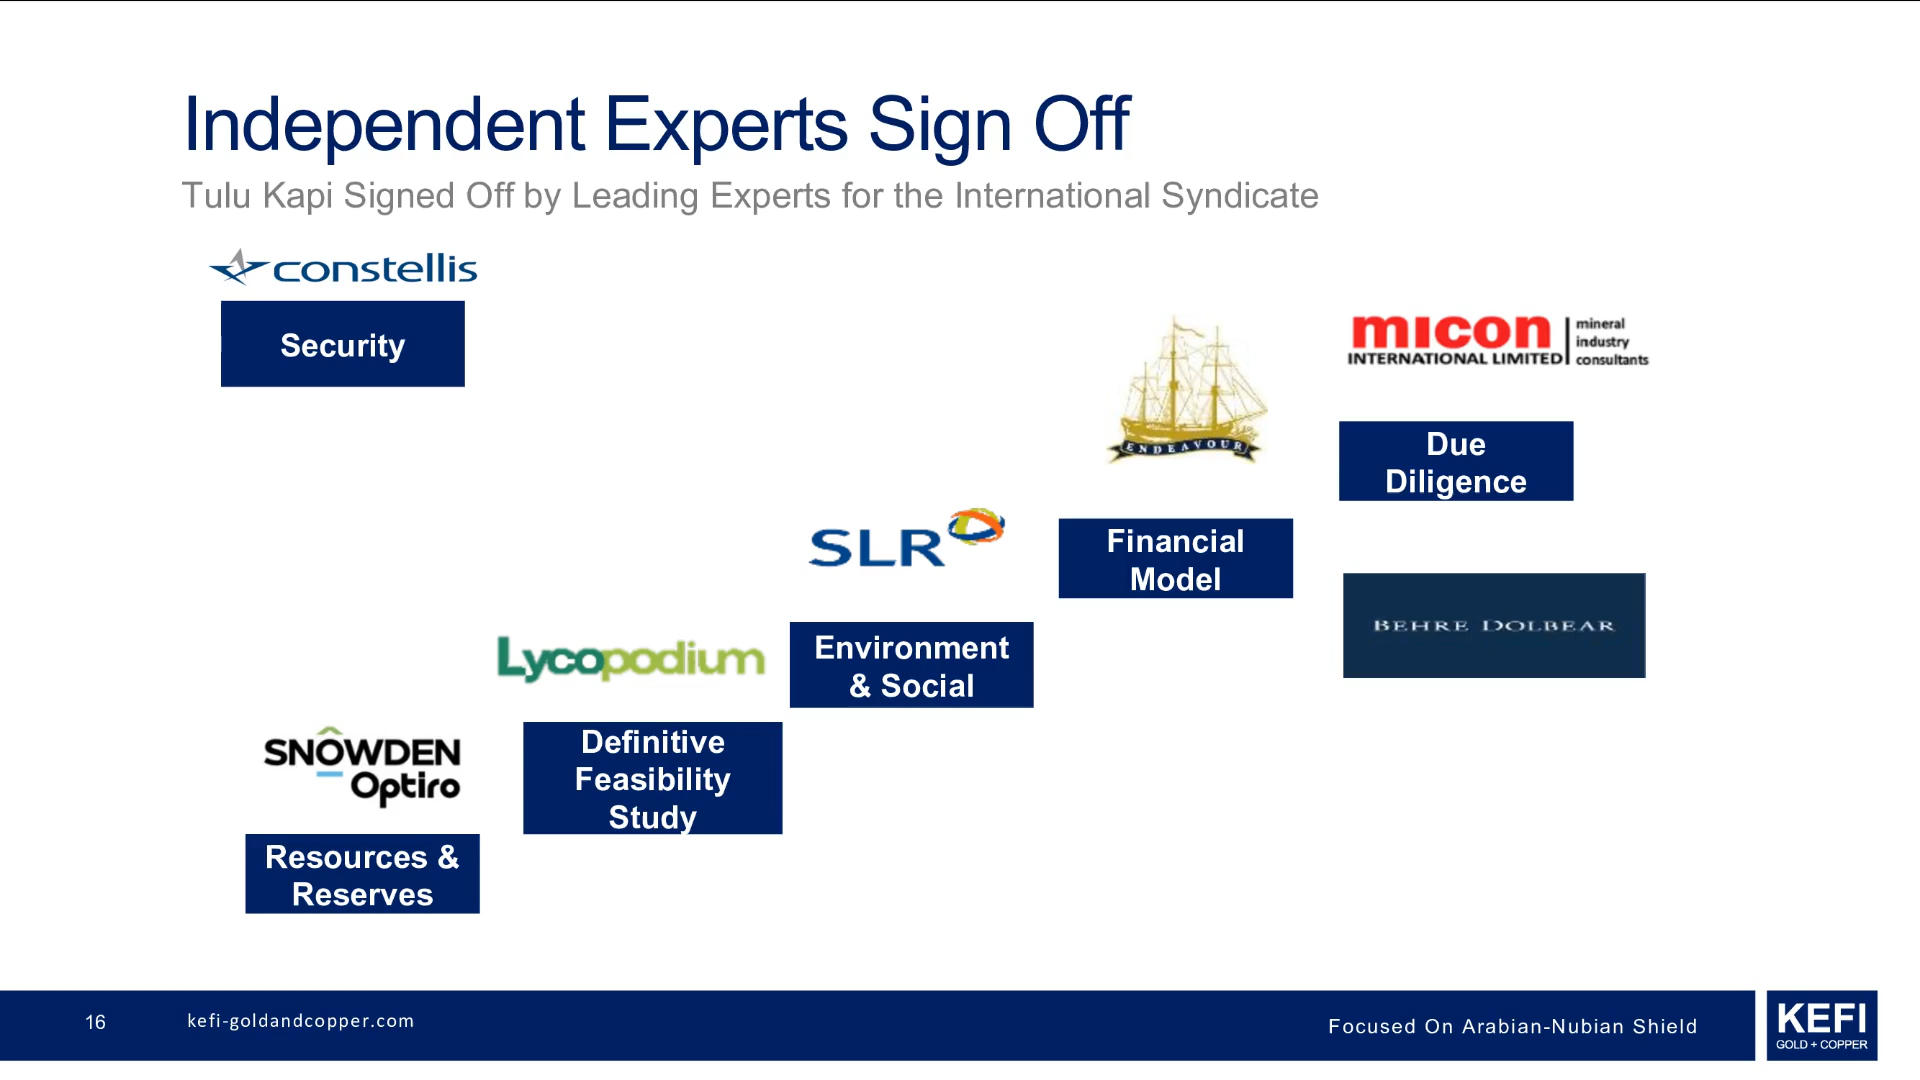 Independent Experts Sign Off
Tulu Kapi Signed Off by Leading Experts for the International Syndicate
constellis
Security
ENDEAVOUR
Financial
Model
micon
INTERNATIONAL LIMITED
mineral
industry
consultants
Due
Diligence
BEHRE DOLBEAR
SLR
Environment
& Social
Lycopodium
Definitive
Feasibility
Study
SNOWDEN
Optiro
Resources &
Reserves
16
kefi-goldandcopper.com
Focused On Arabian-Nubian Shield
KEFI
GOLD + COPPER